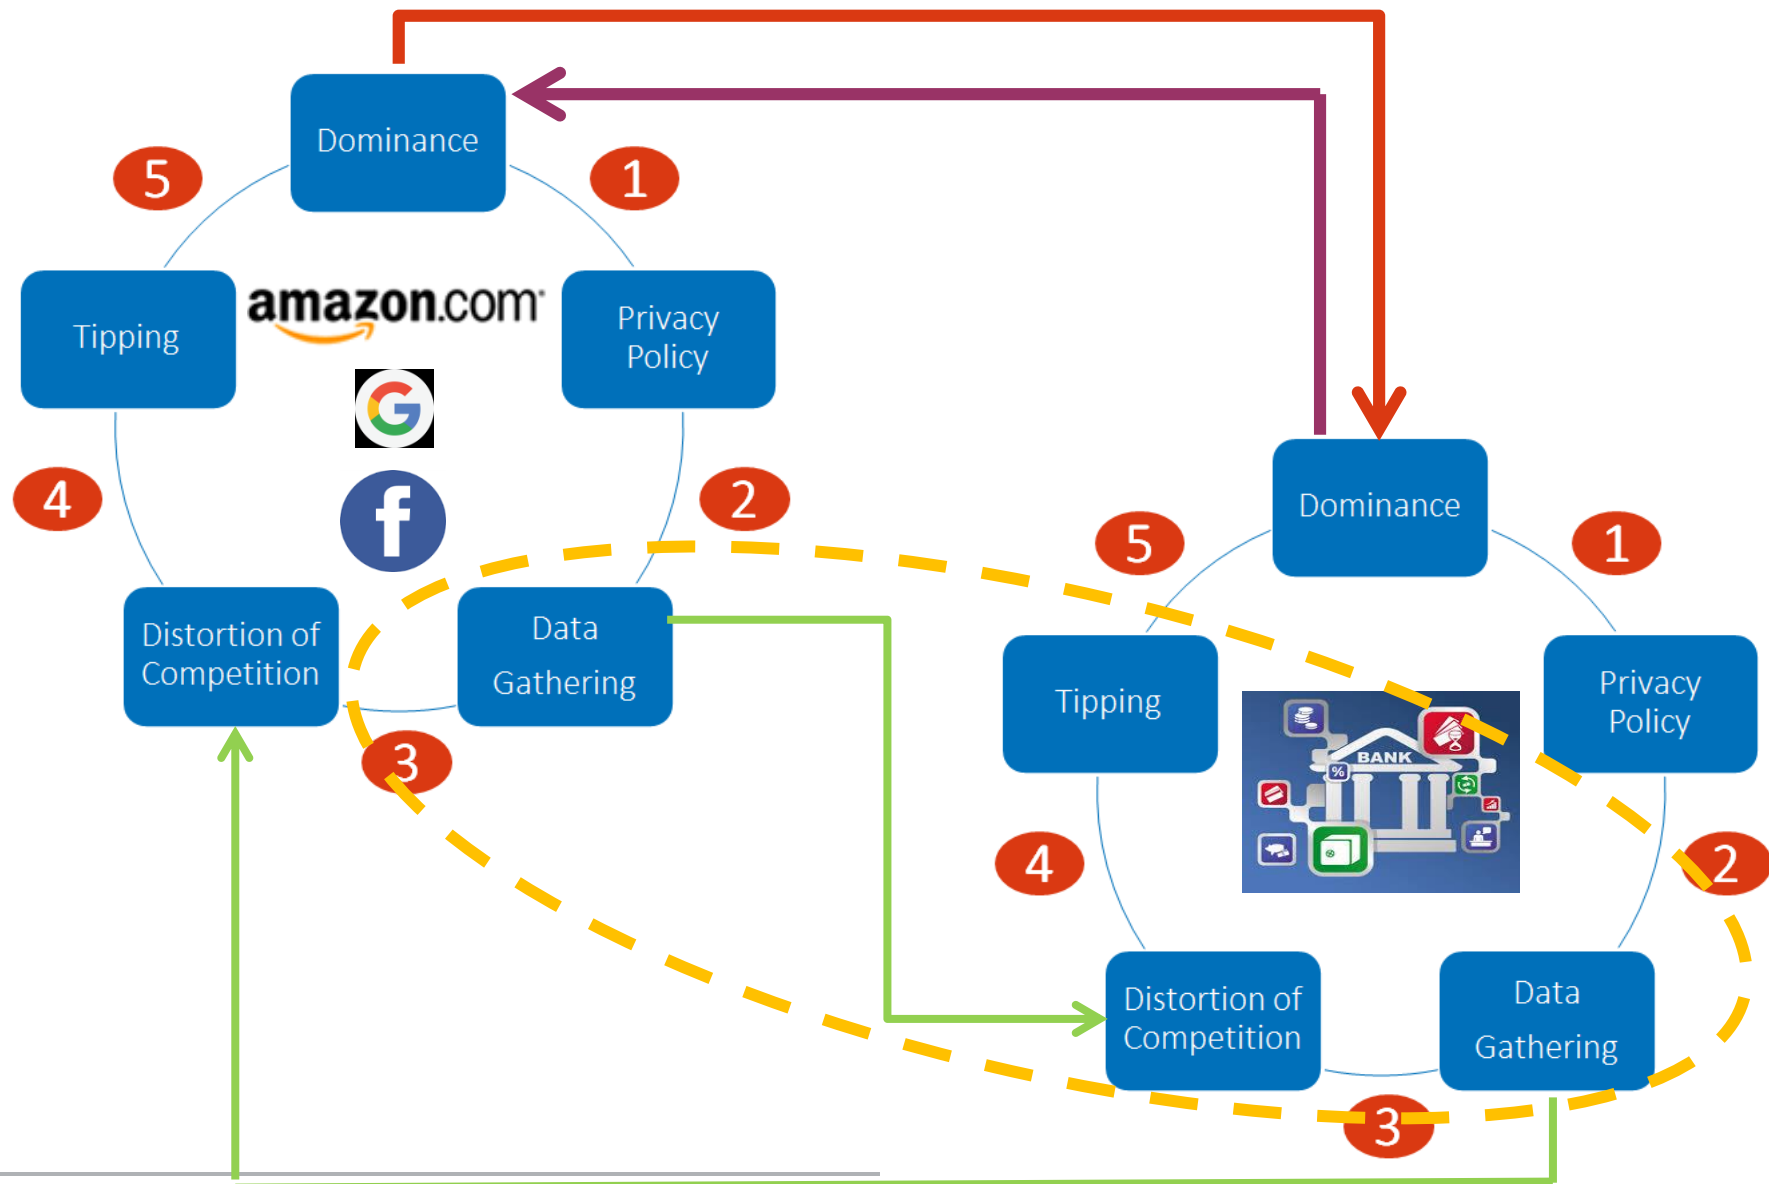 Dominance
5
1
Tipping
amazon.com
Privacy
Policy
G
4
2
f
Distortion of
Competition
Data
Gathering
3
Dominance
5
1
Tipping
Privacy
Policy
BANK
%
4
2
Distortion of
Competition
Data
Gathering
3